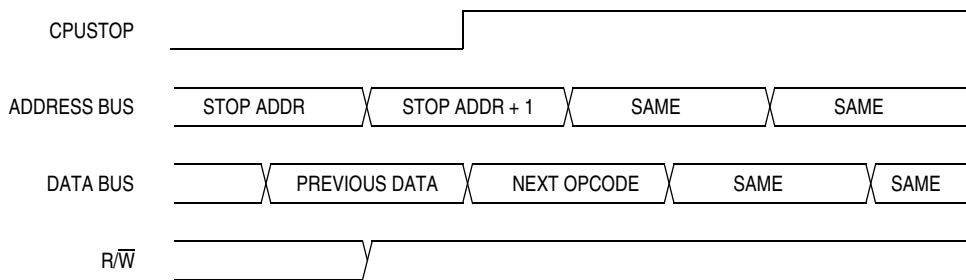 CPUSTOP
ADDRESS BUS STOP ADDR STOP ADDR + 1 SAME SAME
DATA BUS PREVIOUS DATA NEXT OPCODE SAME SAME
R/W̅